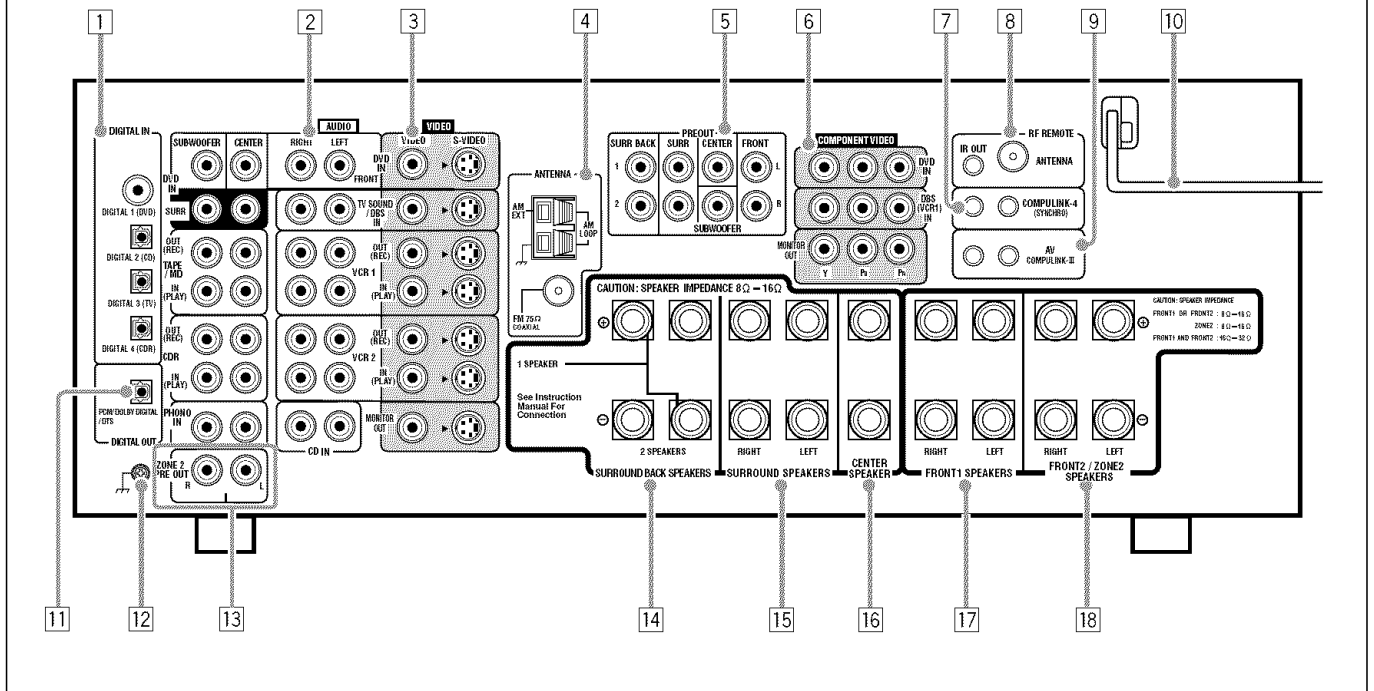 1
2
3
4
5
6
7
8
9
10
DIGITAL IN
DIGITAL 1 (DVD)
DIGITAL 2 (CD)
DIGITAL 3 (TV)
DIGITAL 4 (CDR)
PCM/DOLBY DIGITAL
/DTS
DIGITAL OUT
AUDIO
SUBWOOFER CENTER
RIGHT LEFT
DVD
IN
SURR
OUT
(REC)
TAPE
/ MD
IN
(PLAY)
OUT
(REC)
CDR
IN
(PLAY)
PHONO
IN
ZONE 2
PRE OUT
R L
VIDEO
VIDEO S-VIDEO
DVD
IN
FRONT
TV SOUND
/ DBS
IN
OUT
(REC)
VCR 1
IN
(PLAY)
OUT
(REC)
VCR 2
IN
(PLAY)
MONITOR
OUT
CD IN
ANTENNA
AM
EXT
AM
LOOP
FM 75Ω
COAXIAL
PREOUT
SURR BACK SURR CENTER FRONT
1
2
L
R
SUBWOOFER
COMPONENT VIDEO
DVD
IN
DBS
(VCR1)
IN
MONITOR
OUT
Y PB PR
RF REMOTE
IR OUT
ANTENNA
COMPULINK-4
(SYNCHRO)
AV
COMPULINK-III
CAUTION: SPEAKER IMPEDANCE 8Ω – 16Ω
+
1 SPEAKER
See Instruction
Manual For
Connection
–
2 SPEAKERS
SURROUND BACK SPEAKERS
RIGHT LEFT
SURROUND SPEAKERS
CENTER
SPEAKER
RIGHT LEFT
FRONT1 SPEAKERS
RIGHT LEFT
FRONT2 / ZONE2
SPEAKERS
+
–
CAUTION: SPEAKER IMPEDANCE
FRONT1 OR FRONT2 : 8Ω – 16Ω
ZONE2 : 8Ω – 16Ω
FRONT1 AND FRONT2 : 16Ω – 32Ω
11
12
13
14
15
16
17
18